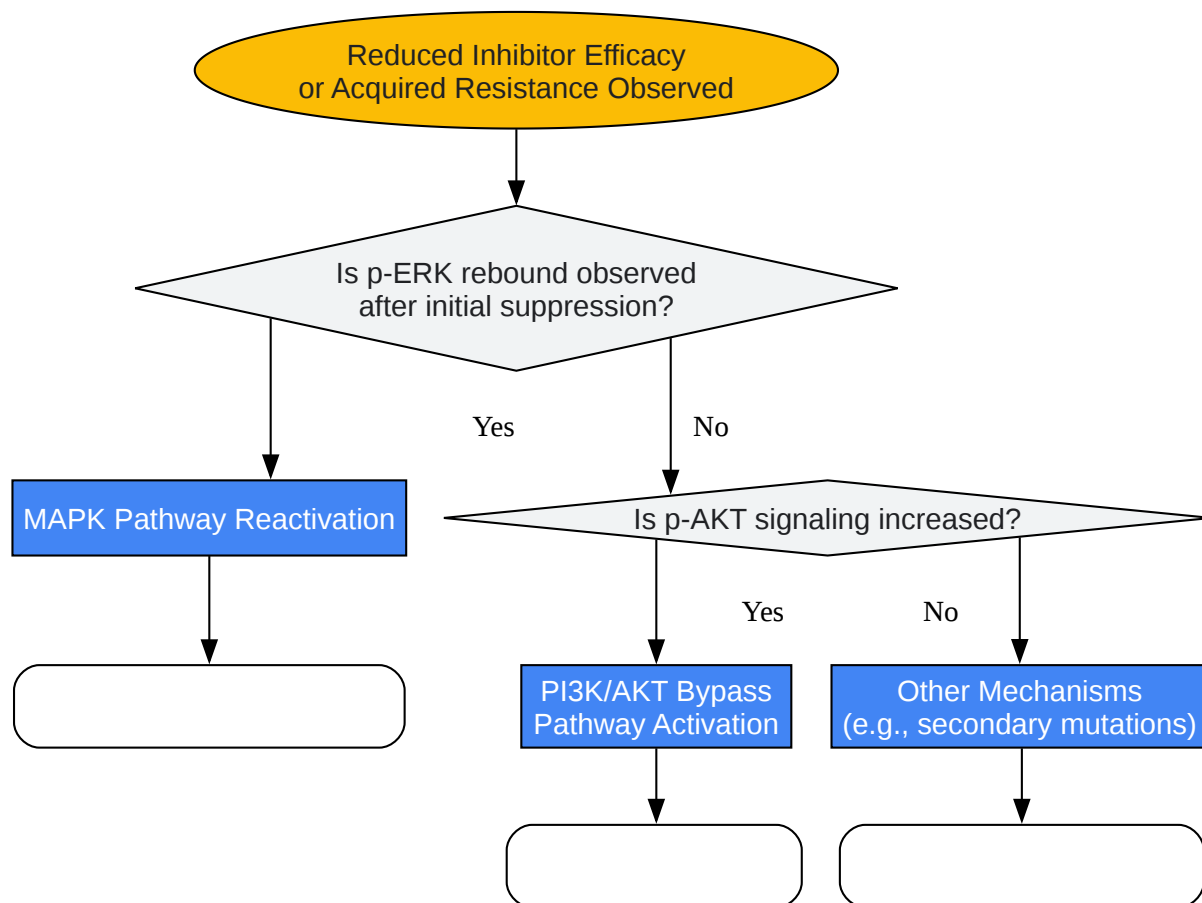 Reduced Inhibitor Efficacy
or Acquired Resistance Observed
Is p-ERK rebound observed
after initial suppression?
Yes
No
MAPK Pathway Reactivation
Is p-AKT signaling increased?
Yes
No
PI3K/AKT Bypass
Pathway Activation
Other Mechanisms
(e.g., secondary mutations)